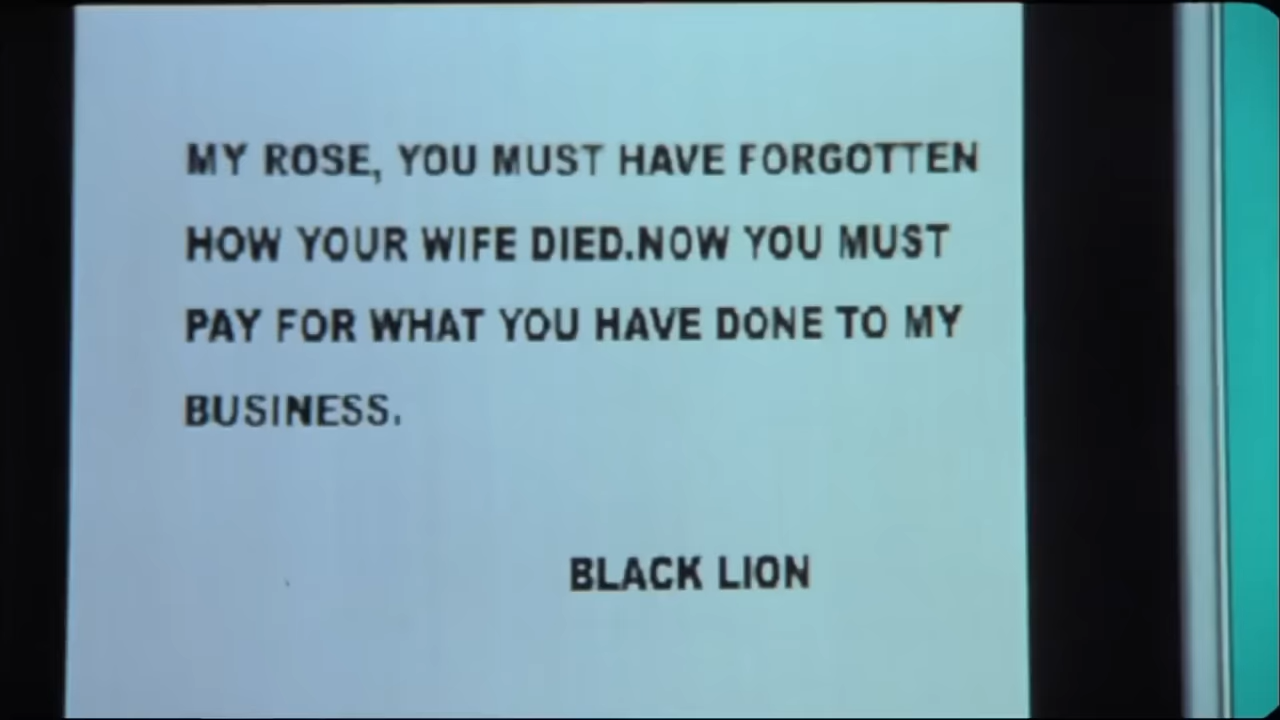 MY ROSE, YOU MUST HAVE FORGOTTEN
HOW YOUR WIFE DIED.NOW YOU MUST
PAY FOR WHAT YOU HAVE DONE TO MY
BUSINESS.
BLACK LION